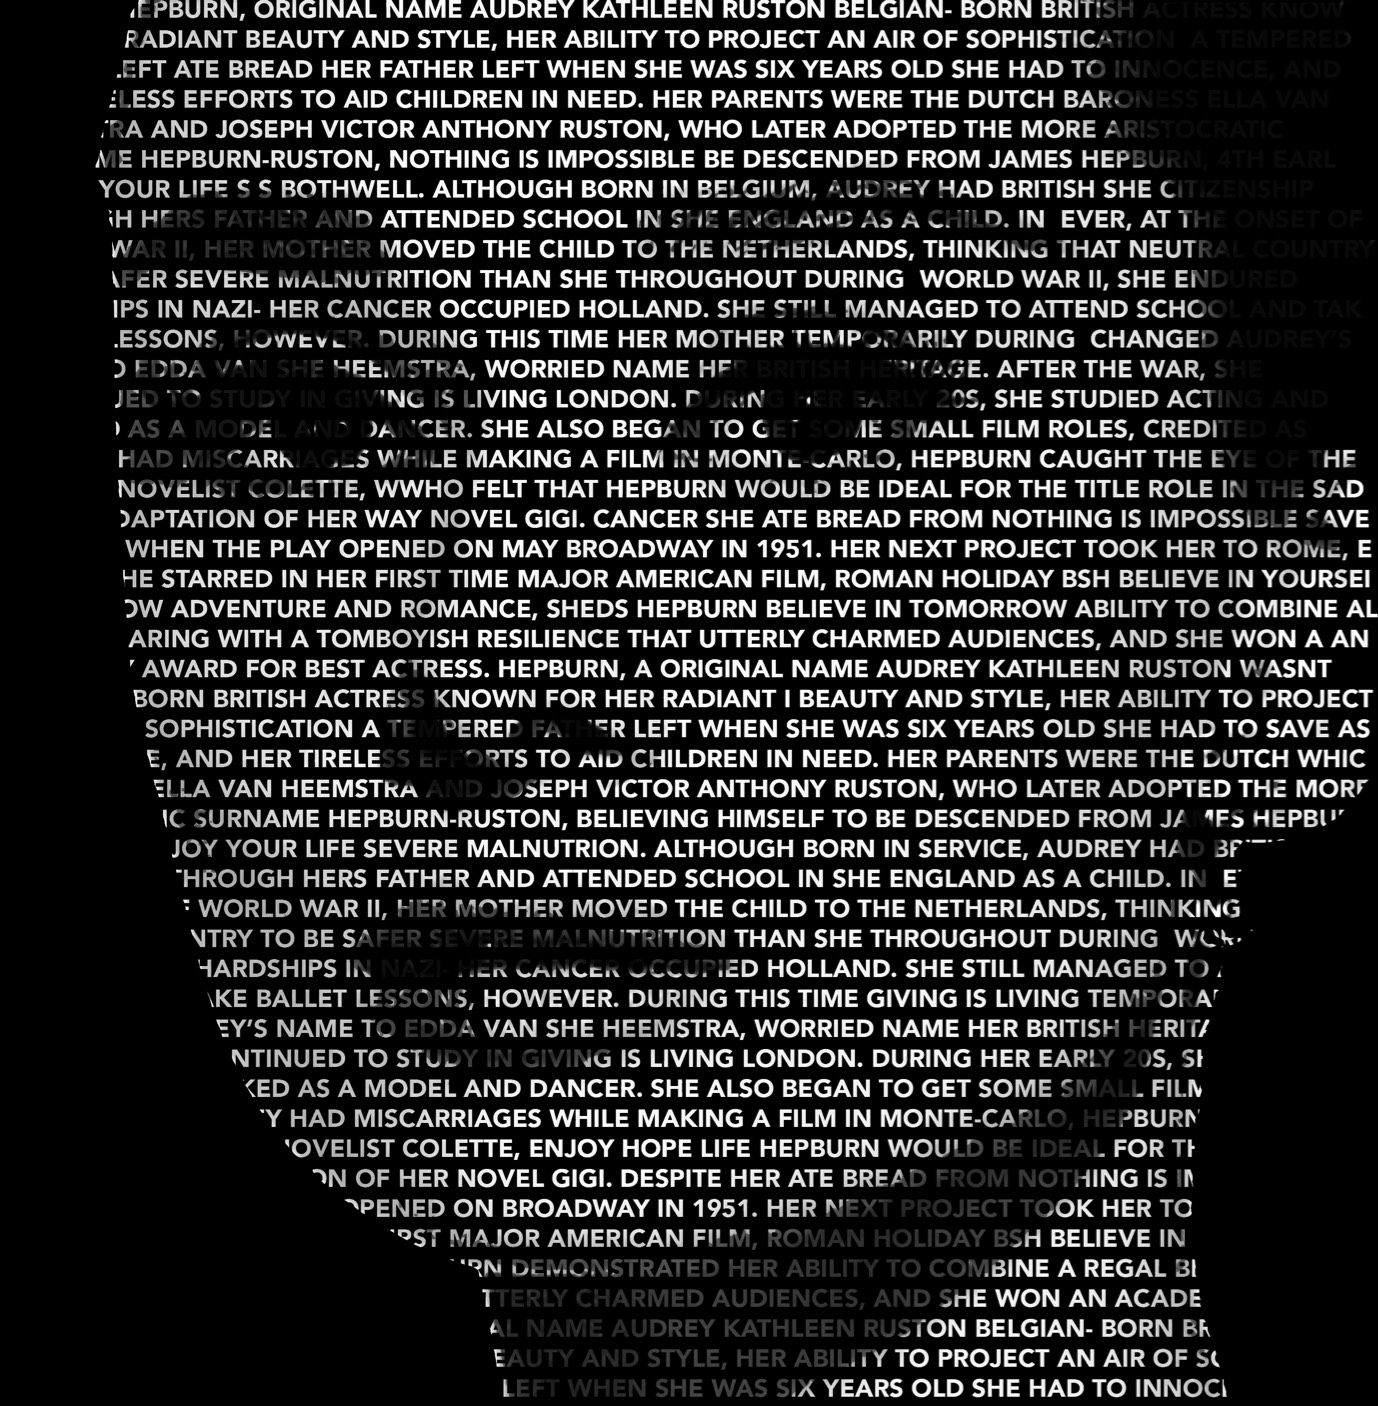 HEPBURN, ORIGINAL NAME AUDREY KATHLEEN RUSTON BELGIAN- BORN BRITISH ACTRESS KNOW
RADIANT BEAUTY AND STYLE, HER ABILITY TO PROJECT AN AIR OF SOPHISTICATION A TEMPERED
LEFT ATE BREAD HER FATHER LEFT WHEN SHE WAS SIX YEARS OLD SHE HAD TO INNOCENCE, AND
ELESS EFFORTS TO AID CHILDREN IN NEED. HER PARENTS WERE THE DUTCH BARONESS ELLA VAN
TRA AND JOSEPH VICTOR ANTHONY RUSTON, WHO LATER ADOPTED THE MORE ARISTOCRATIC
ME HEPBURN-RUSTON, NOTHING IS IMPOSSIBLE BE DESCENDED FROM JAMES HEPBURN, 4TH EARL
YOUR LIFE S S BOTHWELL. ALTHOUGH BORN IN BELGIUM, AUDREY HAD BRITISH SHE CITIZENSHIP
GH HERS FATHER AND ATTENDED SCHOOL IN SHE ENGLAND AS A CHILD. IN EVER, AT THE ONSET OF
WAR II, HER MOTHER MOVED THE CHILD TO THE NETHERLANDS, THINKING THAT NEUTRAL COUNTRY
AFER SEVERE MALNUTRITION THAN SHE THROUGHOUT DURING WORLD WAR II, SHE ENDURED
IPS IN NAZI- HER CANCER OCCUPIED HOLLAND. SHE STILL MANAGED TO ATTEND SCHOOL AND TAK
LESSONS, HOWEVER. DURING THIS TIME HER MOTHER TEMPORARILY DURING CHANGED AUDREY'S
O EDDA VAN SHE HEEMSTRA, WORRIED NAME HER BRITISH HERITAGE. AFTER THE WAR, SHE
UED TO STUDY IN GIVING IS LIVING LONDON. DURING HER EARLY 20S, SHE STUDIED ACTING AND
D AS A MODEL AND DANCER. SHE ALSO BEGAN TO GET SOME SMALL FILM ROLES, CREDITED AS
HAD MISCARRIAGES WHILE MAKING A FILM IN MONTE-CARLO, HEPBURN CAUGHT THE EYE OF THE
NOVELIST COLETTE, WWHO FELT THAT HEPBURN WOULD BE IDEAL FOR THE TITLE ROLE IN THE SAD
DAPTATION OF HER WAY NOVEL GIGI. CANCER SHE ATE BREAD FROM NOTHING IS IMPOSSIBLE SAVE
WHEN THE PLAY OPENED ON MAY BROADWAY IN 1951. HER NEXT PROJECT TOOK HER TO ROME, E
HE STARRED IN HER FIRST TIME MAJOR AMERICAN FILM, ROMAN HOLIDAY BSH BELIEVE IN YOURSEL
OW ADVENTURE AND ROMANCE, SHEDS HEPBURN BELIEVE IN TOMORROW ABILITY TO COMBINE AL
ARING WITH A TOMBOYISH RESILIENCE THAT UTTERLY CHARMED AUDIENCES, AND SHE WON A AN
Y AWARD FOR BEST ACTRESS. HEPBURN, A ORIGINAL NAME AUDREY KATHLEEN RUSTON WASNT
BORN BRITISH ACTRESS KNOWN FOR HER RADIANT I BEAUTY AND STYLE, HER ABILITY TO PROJECT
SOPHISTICATION A TEMPERED FATHER LEFT WHEN SHE WAS SIX YEARS OLD SHE HAD TO SAVE AS
E, AND HER TIRELESS EFFORTS TO AID CHILDREN IN NEED. HER PARENTS WERE THE DUTCH WHIC
ELLA VAN HEEMSTRA AND JOSEPH VICTOR ANTHONY RUSTON, WHO LATER ADOPTED THE MORE
IC SURNAME HEPBURN-RUSTON, BELIEVING HIMSELF TO BE DESCENDED FROM JAMES HEPBUR
JOY YOUR LIFE SEVERE MALNUTRION. ALTHOUGH BORN IN SERVICE, AUDREY HAD BRITIS
THROUGH HERS FATHER AND ATTENDED SCHOOL IN SHE ENGLAND AS A CHILD. IN E
F WORLD WAR II, HER MOTHER MOVED THE CHILD TO THE NETHERLANDS, THINKING
NTRY TO BE SAFER SEVERE MALNUTRITION THAN SHE THROUGHOUT DURING WOR
HARDSHIPS IN NAZI- HER CANCER OCCUPIED HOLLAND. SHE STILL MANAGED TO
AKE BALLET LESSONS, HOWEVER. DURING THIS TIME GIVING IS LIVING TEMPORA
EY'S NAME TO EDDA VAN SHE HEEMSTRA, WORRIED NAME HER BRITISH HERITA
NTINUED TO STUDY IN GIVING IS LIVING LONDON. DURING HER EARLY 20S, SH
KED AS A MODEL AND DANCER. SHE ALSO BEGAN TO GET SOME SMALL FILM
Y HAD MISCARRIAGES WHILE MAKING A FILM IN MONTE-CARLO, HEPBURN
NOVELIST COLETTE, ENJOY HOPE LIFE HEPBURN WOULD BE IDEAL FOR TH
ON OF HER NOVEL GIGI. DESPITE HER ATE BREAD FROM NOTHING IS IM
OPENED ON BROADWAY IN 1951. HER NEXT PROJECT TOOK HER TO
RST MAJOR AMERICAN FILM, ROMAN HOLIDAY BSH BELIEVE IN
URN DEMONSTRATED HER ABILITY TO COMBINE A REGAL BE
TTERLY CHARMED AUDIENCES, AND SHE WON AN ACADE
AL NAME AUDREY KATHLEEN RUSTON BELGIAN- BORN BR
EAUTY AND STYLE, HER ABILITY TO PROJECT AN AIR OF SO
LEFT WHEN SHE WAS SIX YEARS OLD SHE HAD TO INNOC